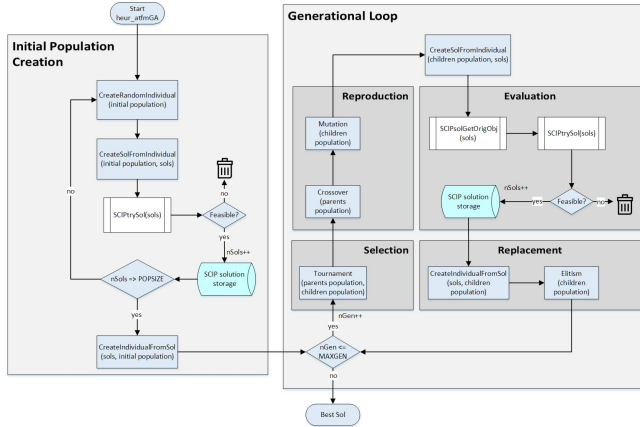 Start
heur_atfmGA
Initial Population
Creation
CreateRandomIndividual
(initial population)
CreateSolFromIndividual
(initial population, sols)
no
SCIPtrySol(sols)
no
Feasible?
yes
nSols++
SCIP solution
storage
nSols => POPSIZE
yes
CreateIndividualFromSol
(sols, initial population)
Generational Loop
CreateSolFromIndividual
(children population, sols)
Reproduction
Mutation
(children
population)
Crossover
(parents
population)
Evaluation
SCIPsolGetOrigObj
(sols)
SCIPtrySol(sols)
nSols++
SCIP solution
storage
yes
Feasible?
no
Selection
Tournament
(parents population,
children population)
Replacement
CreateIndividualFromSol
(sols, children
population)
Elitism
(children
population)
nGen++
yes
nGen <=
MAXGEN
no
Best Sol